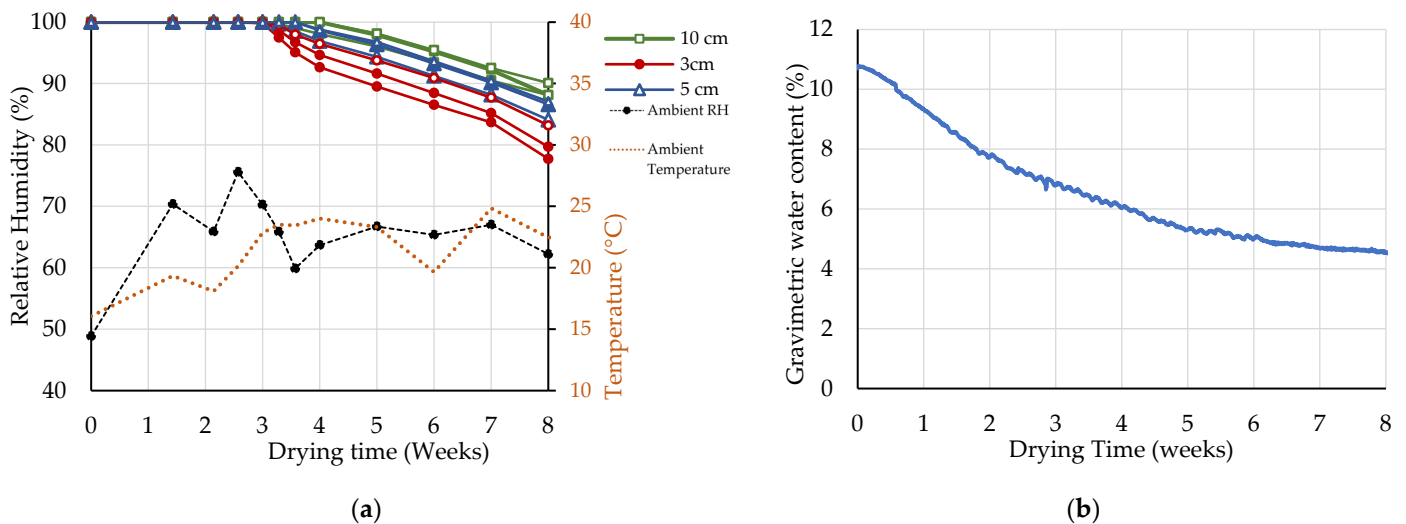 Relative Humidity (%)
100
90
80
70
60
50
40
0 1 2 3 4 5 6 7 8
Drying time (Weeks)
40
35
30
25
20
15
10
Temperature (°C)
10 cm
3cm
5 cm
Ambient RH
Ambient
Temperature
(a)
Gravimetric water content (%)
12
10
8
6
4
2
0
0 1 2 3 4 5 6 7 8
Drying Time (weeks)
(b)